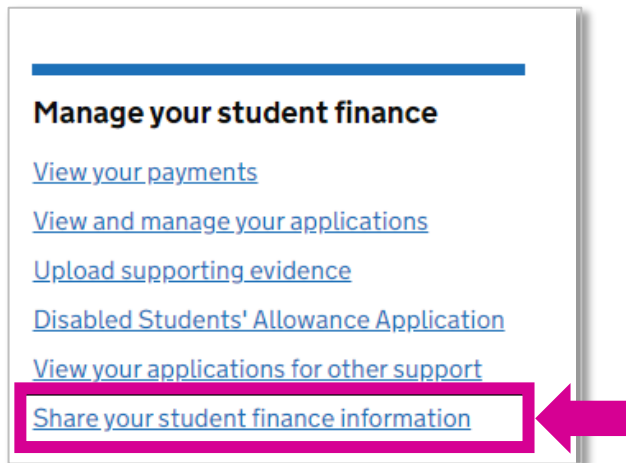 Manage your student finance
View your payments
View and manage your applications
Upload supporting evidence
Disabled Students' Allowance Application
View your applications for other support
Share your student finance information